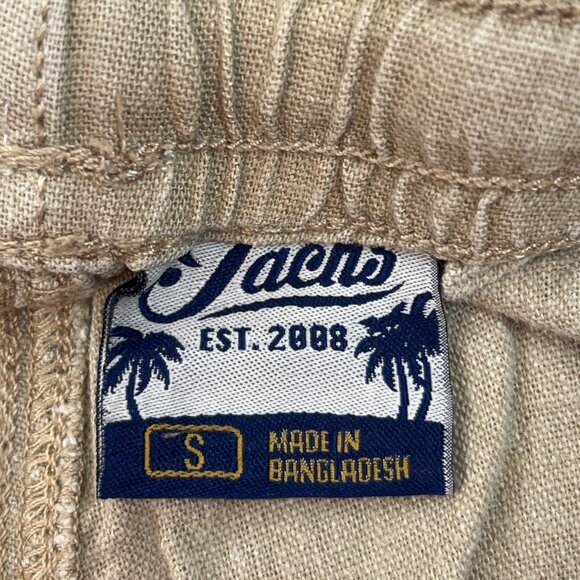 Jachs
EST. 2008
S
MADE IN
BANGLADESH